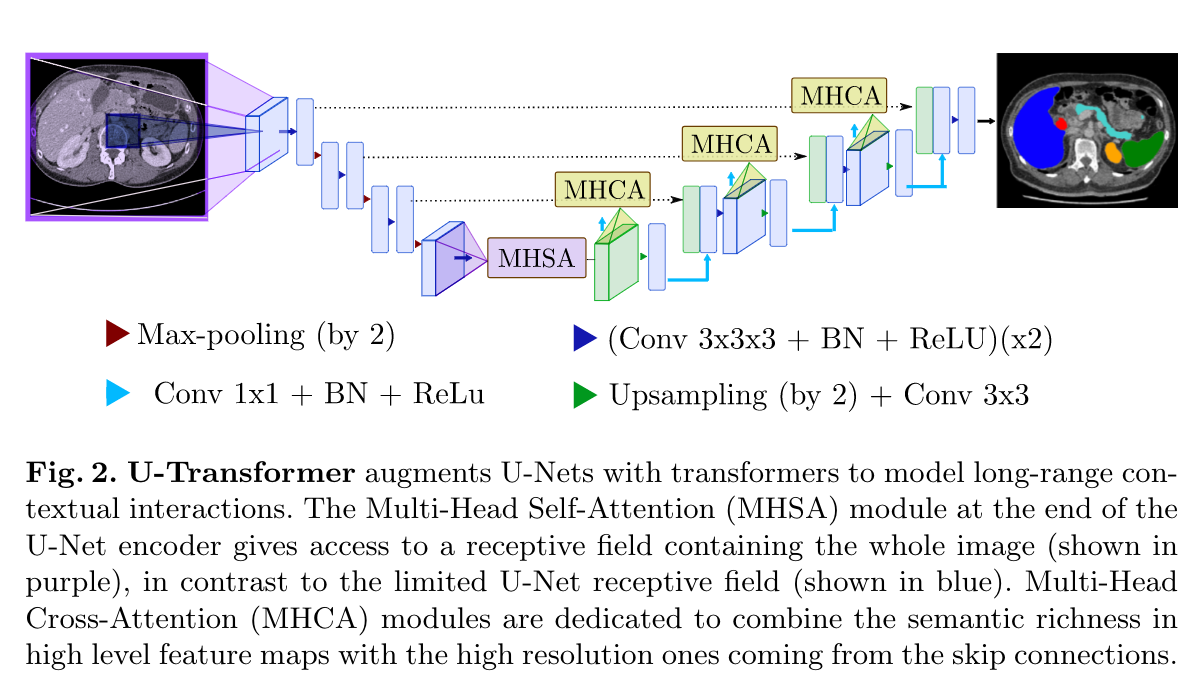 MHCA
MHCA
MHCA
MHSA
Max-pooling (by 2)
(Conv 3x3x3 + BN + ReLU)(x2)
Conv 1x1 + BN + ReLu
Upsampling (by 2) + Conv 3x3
Fig. 2. U-Transformer augments U-Nets with transformers to model long-range con-
textual interactions. The Multi-Head Self-Attention (MHSA) module at the end of the
U-Net encoder gives access to a receptive field containing the whole image (shown in
purple), in contrast to the limited U-Net receptive field (shown in blue). Multi-Head
Cross-Attention (MHCA) modules are dedicated to combine the semantic richness in
high level feature maps with the high resolution ones coming from the skip connections.